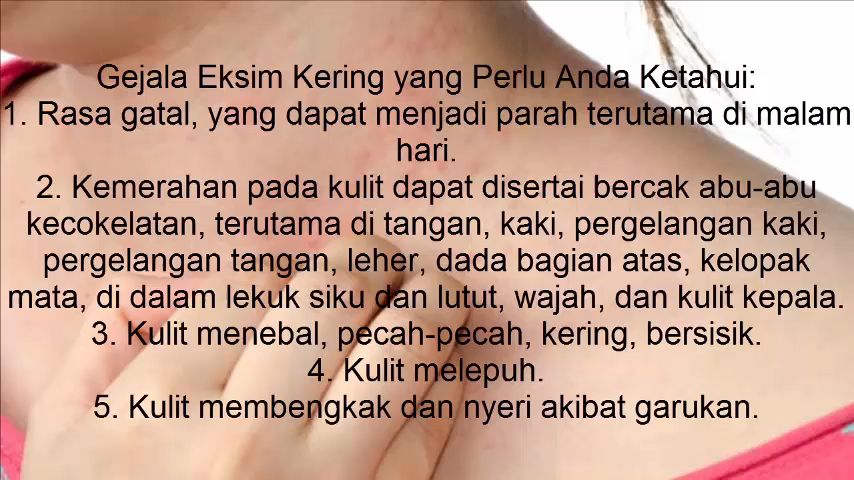 Gejala Eksim Kering yang Perlu Anda Ketahui:
1. Rasa gatal, yang dapat menjadi parah terutama di malam
hari.
2. Kemerahan pada kulit dapat disertai bercak abu-abu
kecokelatan, terutama di tangan, kaki, pergelangan kaki,
pergelangan tangan, leher, dada bagian atas, kelopak
mata, di dalam lekuk siku dan lutut, wajah, dan kulit kepala.
3. Kulit menebal, pecah-pecah, kering, bersisik.
4. Kulit melepuh.
5. Kulit membengkak dan nyeri akibat garukan.